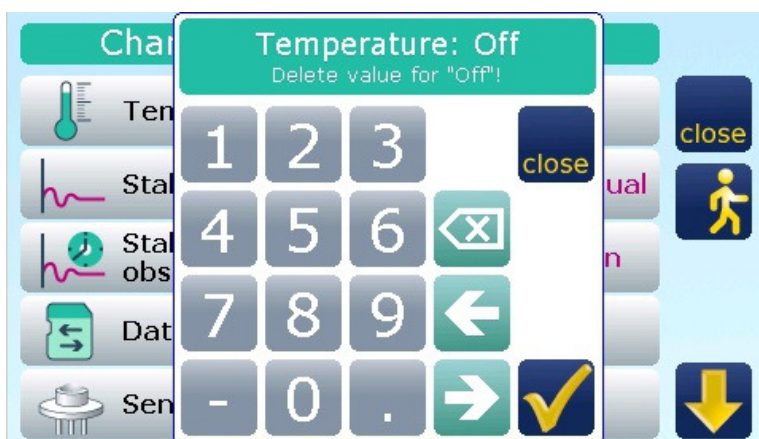 Char
Temperature: Off
Delete value for "Off"!
Ten
1 2 3
close
close
Stal
ual
4 5 6
Stal
obs
n
7 8 9
Dat
- 0 .
Sen